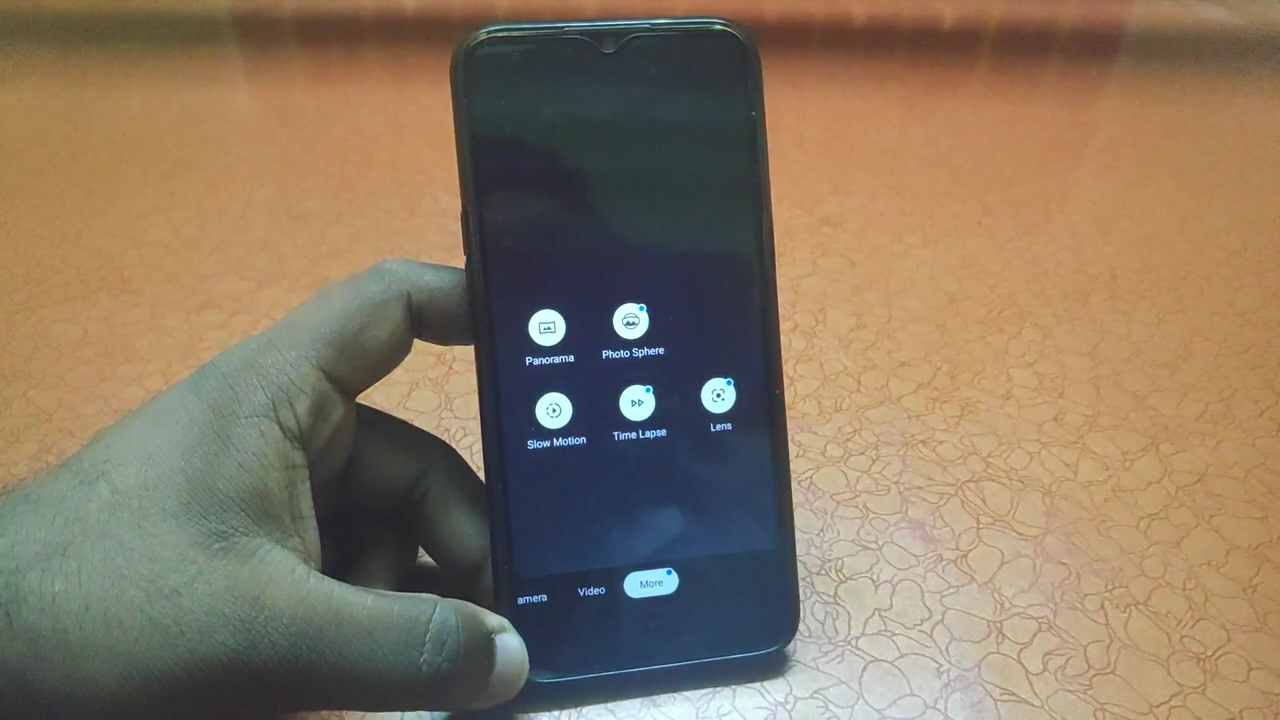 Panorama
Photo Sphere
Slow Motion
Time Lapse
Lens
amera
Video
More